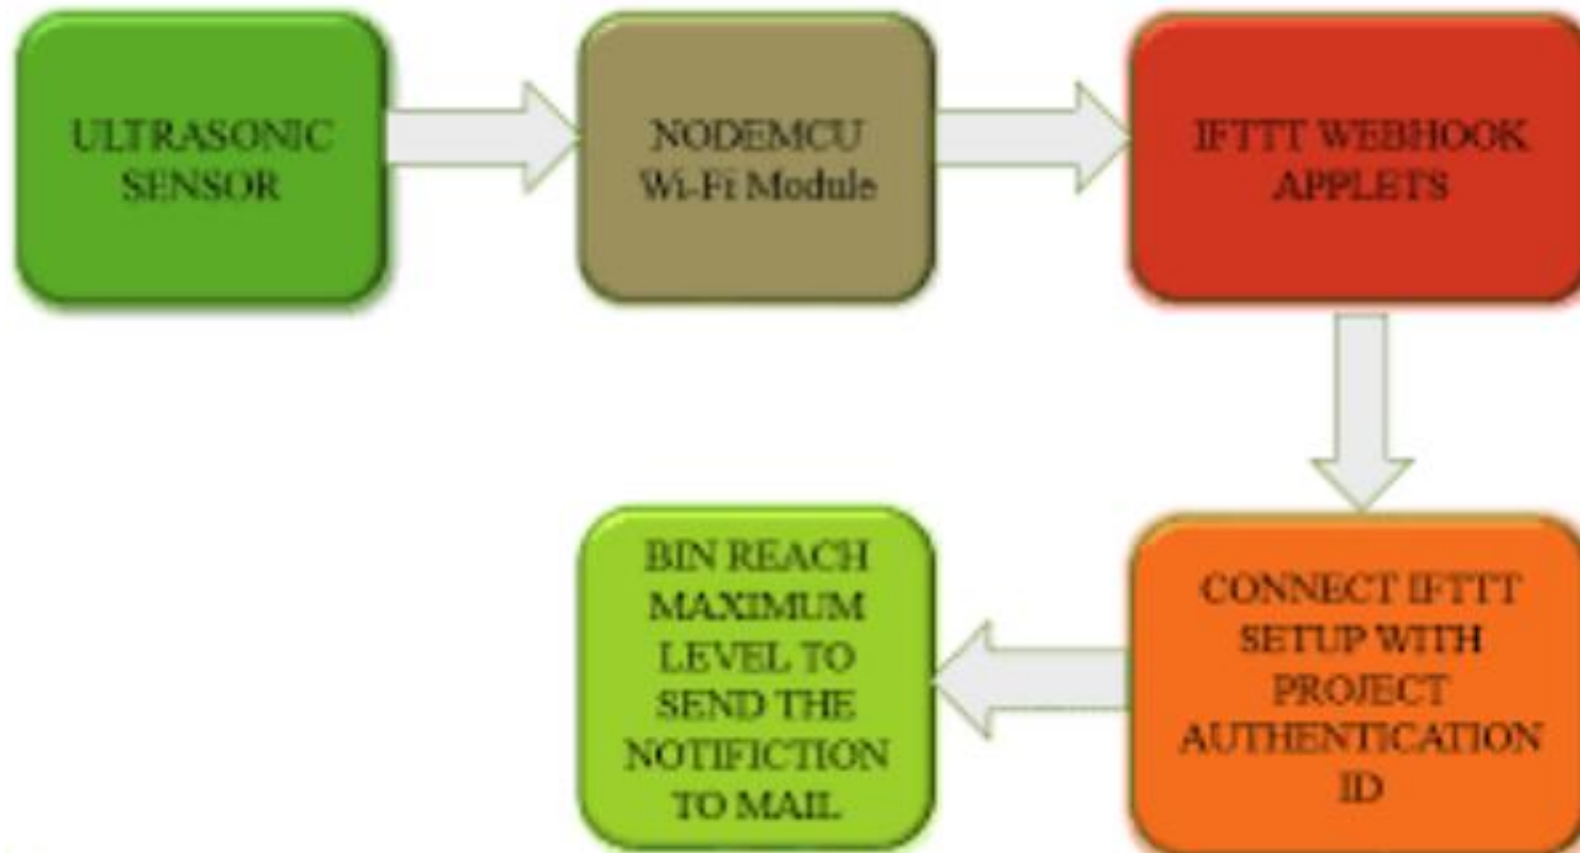 ULTRASONIC
SENSOR
NODEMCU
Wi-Fi Module
IFTTT WEBHOOK
APPLETS
CONNECT IFTTT
SETUP WITH
PROJECT
AUTHENTICATION
ID
BIN REACH
MAXIMUM
LEVEL TO
SEND THE
NOTIFICTION
TO MAIL